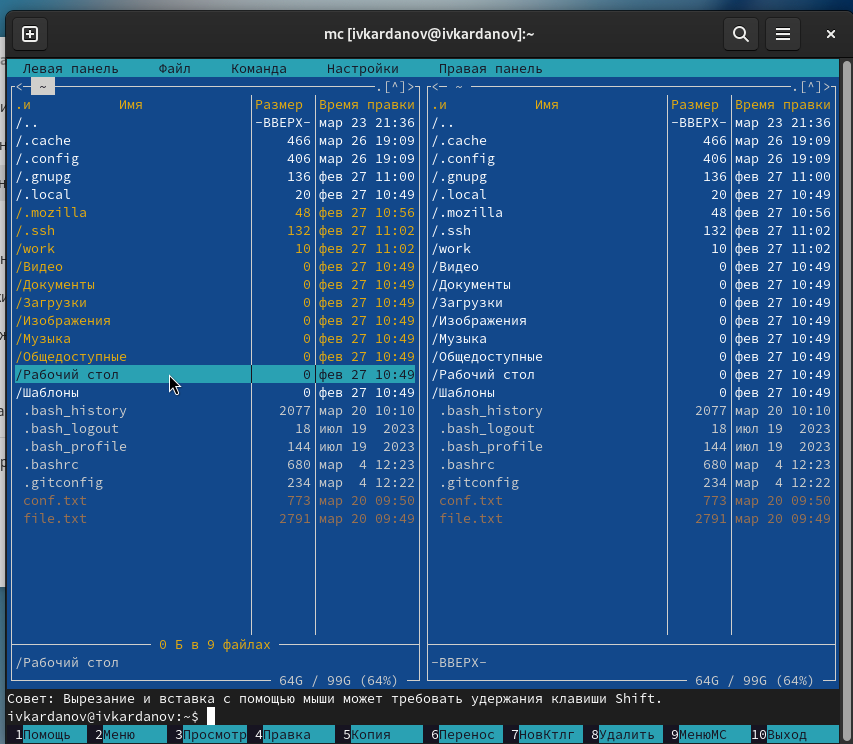 mc [ivkardanov@ivkardanov]:~
Левая панель Файл Команда Настройки Правая панель
<─ ~ .[^]> <─ ~ .[^]>
.и Имя Размер Время правки .и Имя Размер Время правки
/.. -ВВЕРХ- мар 23 21:36 /.. -ВВЕРХ- мар 23 21:36
/.cache 466 мар 26 19:09 /.cache 466 мар 26 19:09
/.config 406 мар 26 19:09 /.config 406 мар 26 19:09
/.gnupg 136 фев 27 11:00 /.gnupg 136 фев 27 11:00
/.local 20 фев 27 10:49 /.local 20 фев 27 10:49
/.mozilla 48 фев 27 10:56 /.mozilla 48 фев 27 10:56
/.ssh 132 фев 27 11:02 /.ssh 132 фев 27 11:02
/work 10 фев 27 11:02 /work 10 фев 27 11:02
/Видео 0 фев 27 10:49 /Видео 0 фев 27 10:49
/Документы 0 фев 27 10:49 /Документы 0 фев 27 10:49
/Загрузки 0 фев 27 10:49 /Загрузки 0 фев 27 10:49
/Изображения 0 фев 27 10:49 /Изображения 0 фев 27 10:49
/Музыка 0 фев 27 10:49 /Музыка 0 фев 27 10:49
/Общедоступные 0 фев 27 10:49 /Общедоступные 0 фев 27 10:49
/Рабочий стол 0 фев 27 10:49 /Рабочий стол 0 фев 27 10:49
/Шаблоны 0 фев 27 10:49 /Шаблоны 0 фев 27 10:49
.bash_history 2077 мар 20 10:10 .bash_history 2077 мар 20 10:10
.bash_logout 18 июл 19 2023 .bash_logout 18 июл 19 2023
.bash_profile 144 июл 19 2023 .bash_profile 144 июл 19 2023
.bashrc 680 мар 4 12:23 .bashrc 680 мар 4 12:23
.gitconfig 234 мар 4 12:22 .gitconfig 234 мар 4 12:22
conf.txt 773 мар 20 09:50 conf.txt 773 мар 20 09:50
file.txt 2791 мар 20 09:49 file.txt 2791 мар 20 09:49
0 Б в 9 файлах
/Рабочий стол -ВВЕРХ-
64G / 99G (64%) 64G / 99G (64%)
Совет: Вырезание и вставка с помощью мыши может требовать удержания клавиши Shift.
ivkardanov@ivkardanov:~$
1Помощь 2Меню 3Просмотр 4Правка 5Копия 6Перенос 7НовКтлг 8Удалить 9МенюMC 10Выход